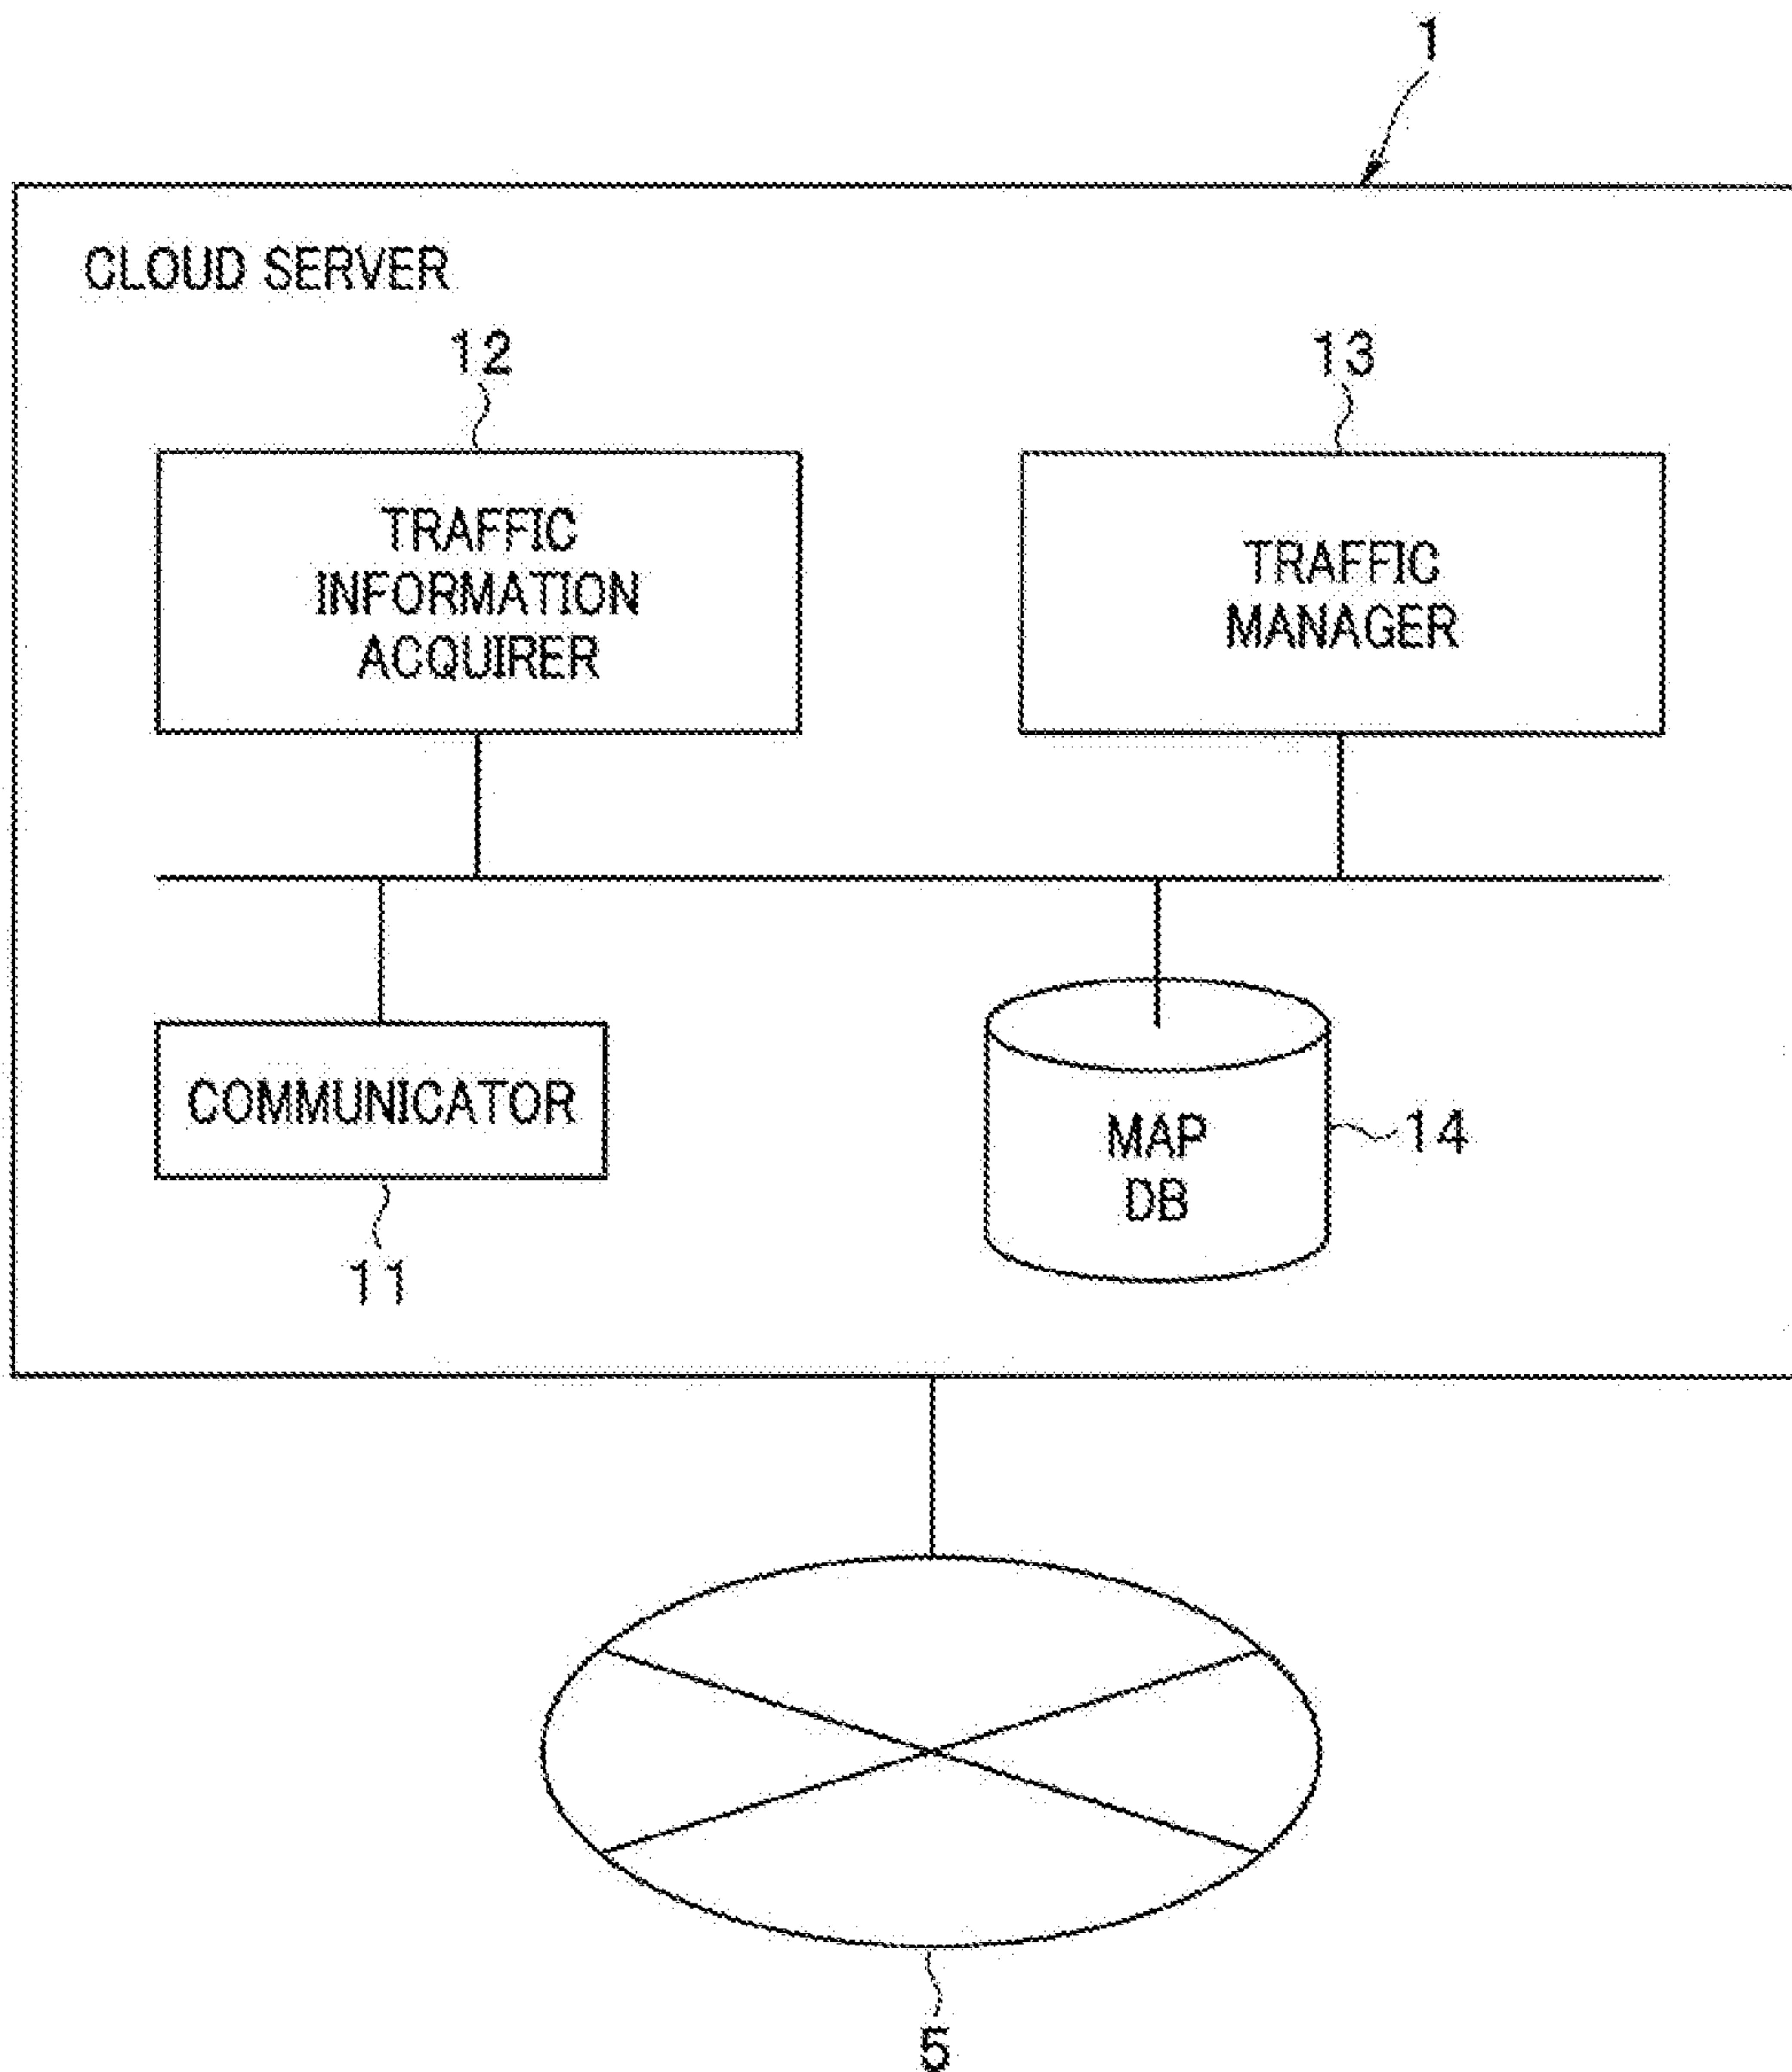 1
CLOUD SERVER
12
13
TRAFFIC
INFORMATION
ACQUIRER
TRAFFIC
MANAGER
COMMUNICATOR
11
MAP
DB
14
5